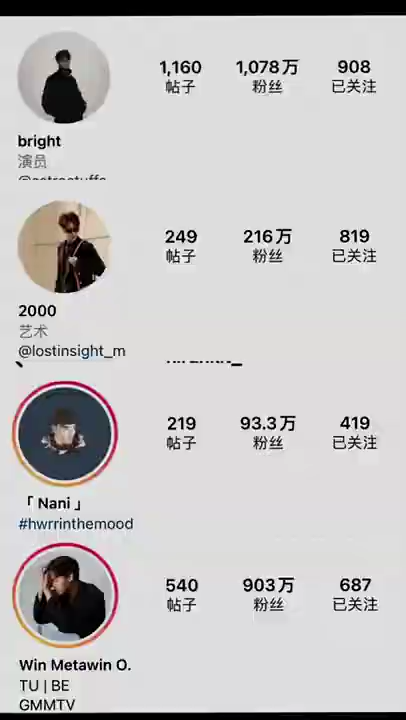 1,160 1,078万 908
帖子 粉丝 已关注
bright
演员
249 216万 819
帖子 粉丝 已关注
2000
艺术
@lostinsight_m
219 93.3万 419
帖子 粉丝 已关注
「 Nani 」
#hwrrinthemood
540 903万 687
帖子 粉丝 已关注
Win Metawin O.
TU | BE
GMMTV